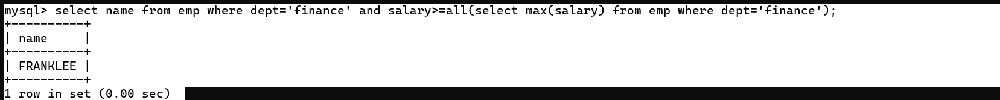 mysql> select name from emp where dept='finance' and salary>=all(select max(salary) from emp where dept='finance');
+----------+
| name     |
+----------+
| FRANKLEE |
+----------+
1 row in set (0.00 sec)